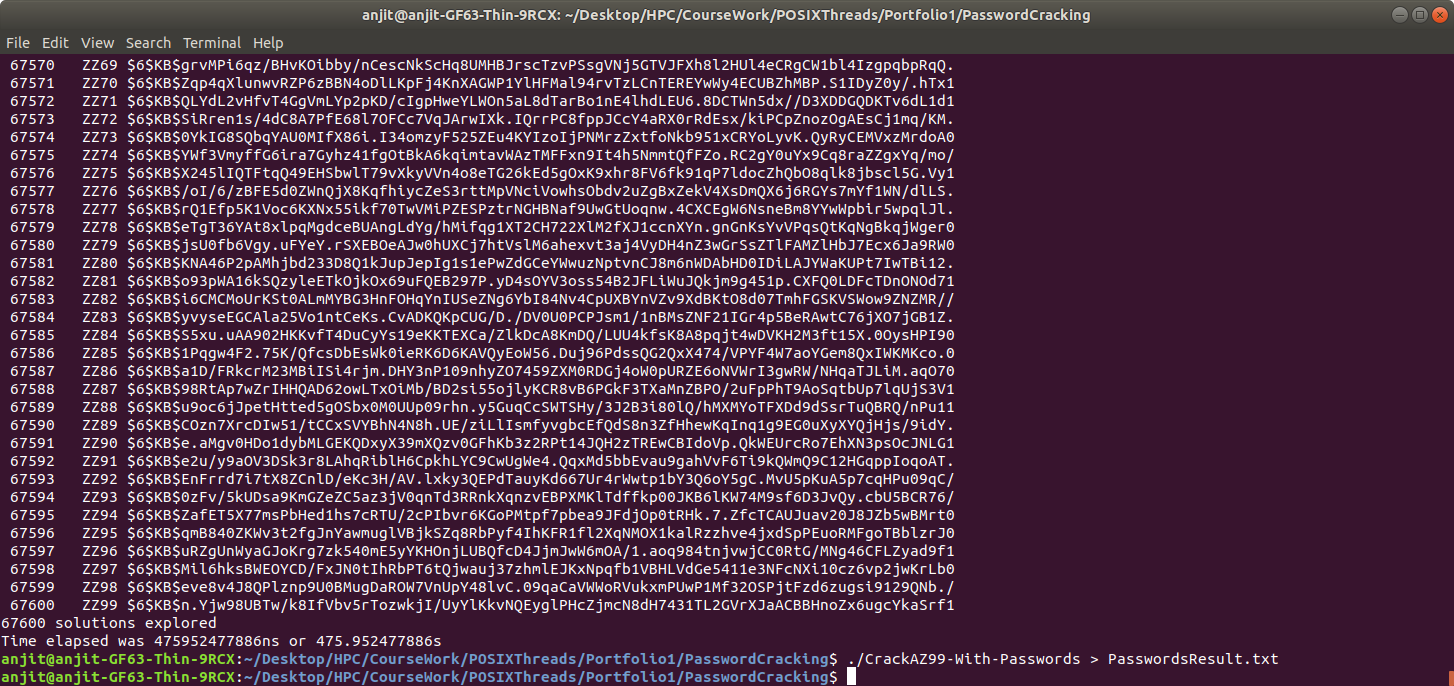 anjit@anjit-GF63-Thin-9RCX: ~/Desktop/HPC/CourseWork/POSIXThreads/Portfolio1/PasswordCracking
File Edit View Search Terminal Help
67570 ZZ69 $6$KB$grvMPi6qz/BHvKOibby/nCescNkScHq8UMHBJrscTzvPSsgVNj5GTVJFXh8l2HUl4eCRgCW1bl4IzgpqbpRqQ.
67571 ZZ70 $6$KB$Zqp4qXlunwvRZP6zBBN4oDlLKpFj4KnXAGWP1YlHFMal94rvTzLCnTEREYwWy4ECUBZhMBP.S1IDyZ0y/.hTx1
67572 ZZ71 $6$KB$QLYdL2vHfvT4GgVmLYp2pKD/cIgpHweYLWOn5aL8dTarBo1nE4lhdLEU6.8DCTWn5dx//D3XDDGQDKTv6dL1d1
67573 ZZ72 $6$KB$SiRren1s/4dC8A7PfE68l7OFCc7VqJArwIXk.IQrrPC8fppJCcY4aRX0rRdEsx/kiPCpZnozOgAEsCj1mq/KM.
67574 ZZ73 $6$KB$0YkIG8SQbqYAU0MIfX86i.I34omzyF525ZEu4KYIzoIjPNMrzZxtfoNkb951xCRYoLyvK.QyRyCEMVxzMrdoA0
67575 ZZ74 $6$KB$YWf3VmyffG6ira7Gyhz41fgOtBkA6kqimtavWAzTMFFxn9It4h5NmmtQfFZo.RC2gY0uYx9Cq8raZZgxYq/mo/
67576 ZZ75 $6$KB$X245lIQTFtqQ49EHSbwlT79vXkyVVn4o8eTG26kEd5gOxK9xhr8FV6fk91qP7ldocZhQbO8qlk8jbscl5G.Vy1
67577 ZZ76 $6$KB$/oI/6/zBFE5d0ZWnQjX8KqfhiycZeS3rttMpVNciVowhsObdv2uZgBxZekV4XsDmQX6j6RGYs7mYf1WN/dlLS.
67578 ZZ77 $6$KB$rQ1Efp5K1Voc6KXNx55ikf70TwVMiPZESPztrNGHBNaf9UwGtUoqnw.4CXCEgW6NsneBm8YYwWpbir5wpqlJl.
67579 ZZ78 $6$KB$eTgT36YAt8xlpqMgdceBUAngLdYg/hMifqg1XT2CH722XlM2fXJ1ccnXYn.gnGnKsYvVPqsQtKqNgBkqjWger0
67580 ZZ79 $6$KB$jsU0fb6Vgy.uFYeY.rSXEBOeAJw0hUXCj7htVslM6ahexvt3aj4VyDH4nZ3wGrSsZTlFAMZlHbJ7Ecx6Ja9RW0
67581 ZZ80 $6$KB$KNA46P2pAMhjbd233D8Q1kJupJepIg1s1ePwZdGCeYWwuzNptvnCJ8m6nWDAbHD0IDiLAJYWaKUPt7IwTBi12.
67582 ZZ81 $6$KB$o93pWA16kSQzyleETkOjkOx69uFQEB297P.yD4sOYV3oss54B2JFLiWuJQkjm9g451p.CXFQ0LDFcTDnONOd71
67583 ZZ82 $6$KB$i6CMCMoUrKSt0ALmMYBG3HnFOHqYnIUSeZNg6YbI84Nv4CpUXBYnVZv9XdBKtO8d07TmhFGSKVSWow9ZNZMR//
67584 ZZ83 $6$KB$yvyseEGCAla25Vo1ntCeKs.CvADKQKpCUG/D./DV0U0PCPJsm1/1nBMsZNF21IGr4p5BeRAwtC76jXO7jGB1Z.
67585 ZZ84 $6$KB$S5xu.uAA902HKKvfT4DuCyYs19eKKTEXCa/ZlkDcA8KmDQ/LUU4kfsK8A8pqjt4wDVKH2M3ft15X.0OysHPI90
67586 ZZ85 $6$KB$1Pqgw4F2.75K/QfcsDbEsWk0ieRK6D6KAVQyEoW56.Duj96PdssQG2QxX474/VPYF4W7aoYGem8QxIWKMKco.0
67587 ZZ86 $6$KB$a1D/FRkcrM23MBiISi4rjm.DHY3nP109nhyZO7459ZXM0RDGj4oW0pURZE6oNVWrI3gwRW/NHqaTJLiM.aqO70
67588 ZZ87 $6$KB$98RtAp7wZrIHHQAD62owLTxOiMb/BD2si55ojlyKCR8vB6PGkF3TXaMnZBPO/2uFpPhT9AoSqtbUp7lqUjS3V1
67589 ZZ88 $6$KB$u9oc6jJpetHtted5gOSbx0M0UUp09rhn.y5GuqCcSWTSHy/3J2B3i80lQ/hMXMYoTFXDd9dSsrTuQBRQ/nPu11
67590 ZZ89 $6$KB$COzn7XrcDIw51/tCCxSVYBhN4N8h.UE/ziLlIsmfyvgbcEfQdS8n3ZfHhewKqInq1g9EG0uXyXYQjHjs/9idY.
67591 ZZ90 $6$KB$e.aMgv0HDo1dybMLGEKQDxyX39mXQzv0GFhKb3z2RPt14JQH2zTREwCBIdoVp.QkWEUrcRo7EhXN3psOcJNLG1
67592 ZZ91 $6$KB$e2u/y9aOV3DSk3r8LAhqRiblH6CpkhLYC9CwUgWe4.QqxMd5bbEvau9gahVvF6Ti9kQWmQ9C12HGqppIoqoAT.
67593 ZZ92 $6$KB$EnFrrd7i7tX8ZCnlD/eKc3H/AV.lxky3QEPdTauyKd667Ur4rWwtp1bY3Q6oY5gC.MvU5pKuA5p7cqHPu09qC/
67594 ZZ93 $6$KB$0zFv/5kUDsa9KmGZeZC5az3jV0qnTd3RRnkXqnzvEBPXMKlTdffkp00JKB6lKW74M9sf6D3JvQy.cbU5BCR76/
67595 ZZ94 $6$KB$ZafET5X77msPbHed1hs7cRTU/2cPIbvr6KGoPMtpf7pbea9JFdjOp0tRHk.7.ZfcTCAUJuav20J8JZb5wBMrt0
67596 ZZ95 $6$KB$qmB840ZKWv3t2fgJnYawmuglVBjkSZq8RbPyf4IhKFR1fl2XqNMOX1kalRzzhve4jxdSpPEuoRMFgoTBblzrJ0
67597 ZZ96 $6$KB$uRZgUnWyaGJoKrg7zk540mE5yYKHOnjLUBQfcD4JjmJwW6mOA/1.aoq984tnjvwjCC0RtG/MNg46CFLZyad9f1
67598 ZZ97 $6$KB$Mil6hksBWEOYCD/FxJN0tIhRbPT6tQjwauj37zhmlEJKxNpqfb1VBHLVdGe5411e3NFcNXi10cz6vp2jwKrLb0
67599 ZZ98 $6$KB$eve8v4J8QPlznp9U0BMugDaROW7VnUpY48lvC.09qaCaVWWoRVukxmPUwP1Mf32OSPjtFzd6zugsi9129QNb./
67600 ZZ99 $6$KB$n.Yjw98UBTw/k8IfVbv5rTozwkjI/UyYlKkvNQEyglPHcZjmcN8dH7431TL2GVrXJaACBBHnoZx6ugcYkaSrf1
67600 solutions explored
Time elapsed was 475952477886ns or 475.952477886s
anjit@anjit-GF63-Thin-9RCX:~/Desktop/HPC/CourseWork/POSIXThreads/Portfolio1/PasswordCracking$ ./CrackAZ99-With-Passwords > PasswordsResult.txt
anjit@anjit-GF63-Thin-9RCX:~/Desktop/HPC/CourseWork/POSIXThreads/Portfolio1/PasswordCracking$